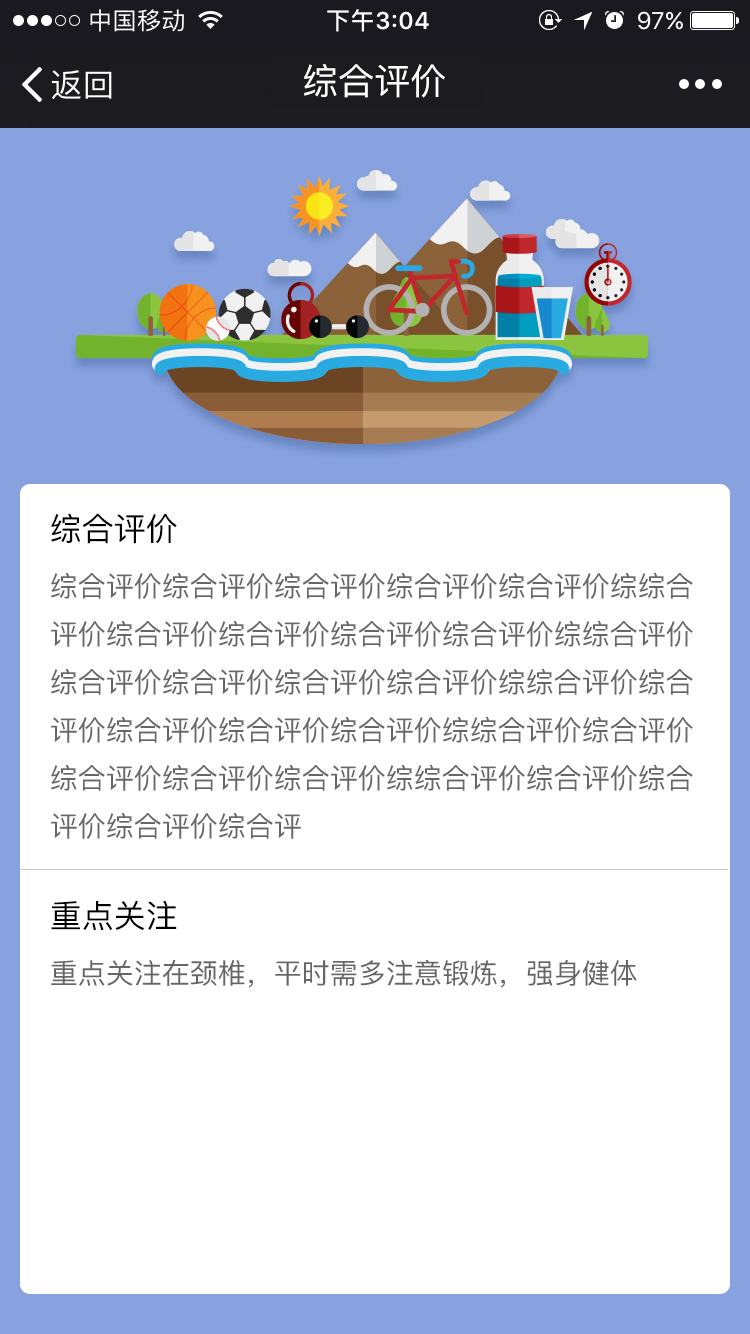 中国移动
下午3:04
97%
返回
综合评价
综合评价
综合评价综合评价综合评价综合评价综合评价综综合
评价综合评价综合评价综合评价综合评价综综合评价
综合评价综合评价综合评价综合评价综综合评价综合
评价综合评价综合评价综合评价综综合评价综合评价
综合评价综合评价综合评价综综合评价综合评价综合
评价综合评价综合评
重点关注
重点关注在颈椎，平时需多注意锻炼，强身健体